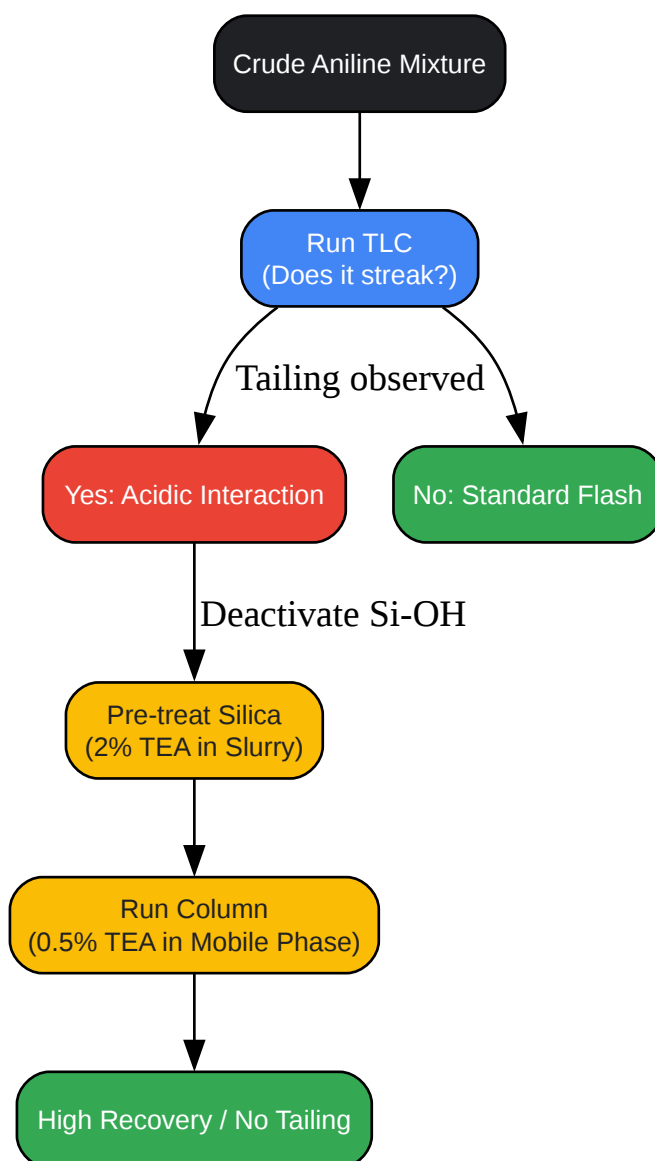 Crude Aniline Mixture
Run TLC
(Does it streak?)
Tailing observed
Yes: Acidic Interaction
No: Standard Flash
Deactivate Si-OH
Pre-treat Silica
(2% TEA in Slurry)
Run Column
(0.5% TEA in Mobile Phase)
High Recovery / No Tailing